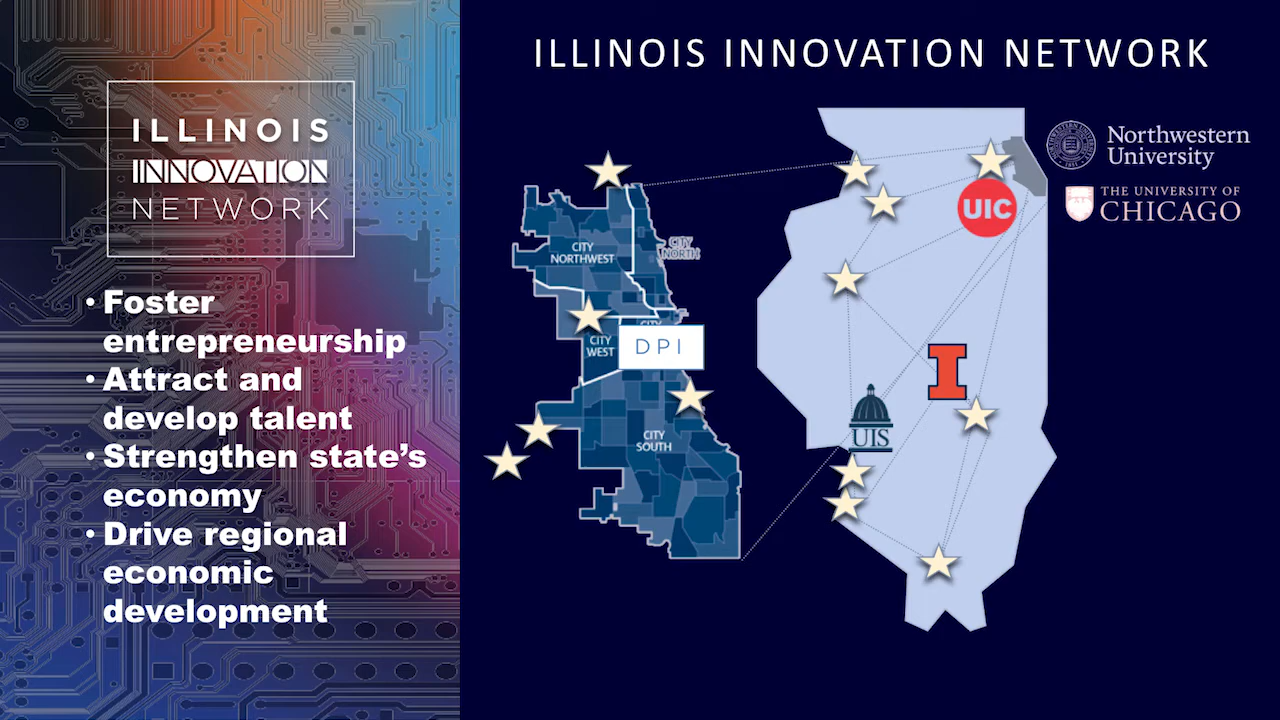 ILLINOIS
INNOVATION
NETWORK
• Foster
entrepreneurship
• Attract and
develop talent
• Strengthen state's
economy
• Drive regional
economic
development
ILLINOIS INNOVATION NETWORK
Northwestern
University
THE UNIVERSITY OF
CHICAGO
UIC
CITY
NORTHWEST
CITY
NORTH
CITY
CITY
WEST
DPI
CITY
SOUTH
I
UIS